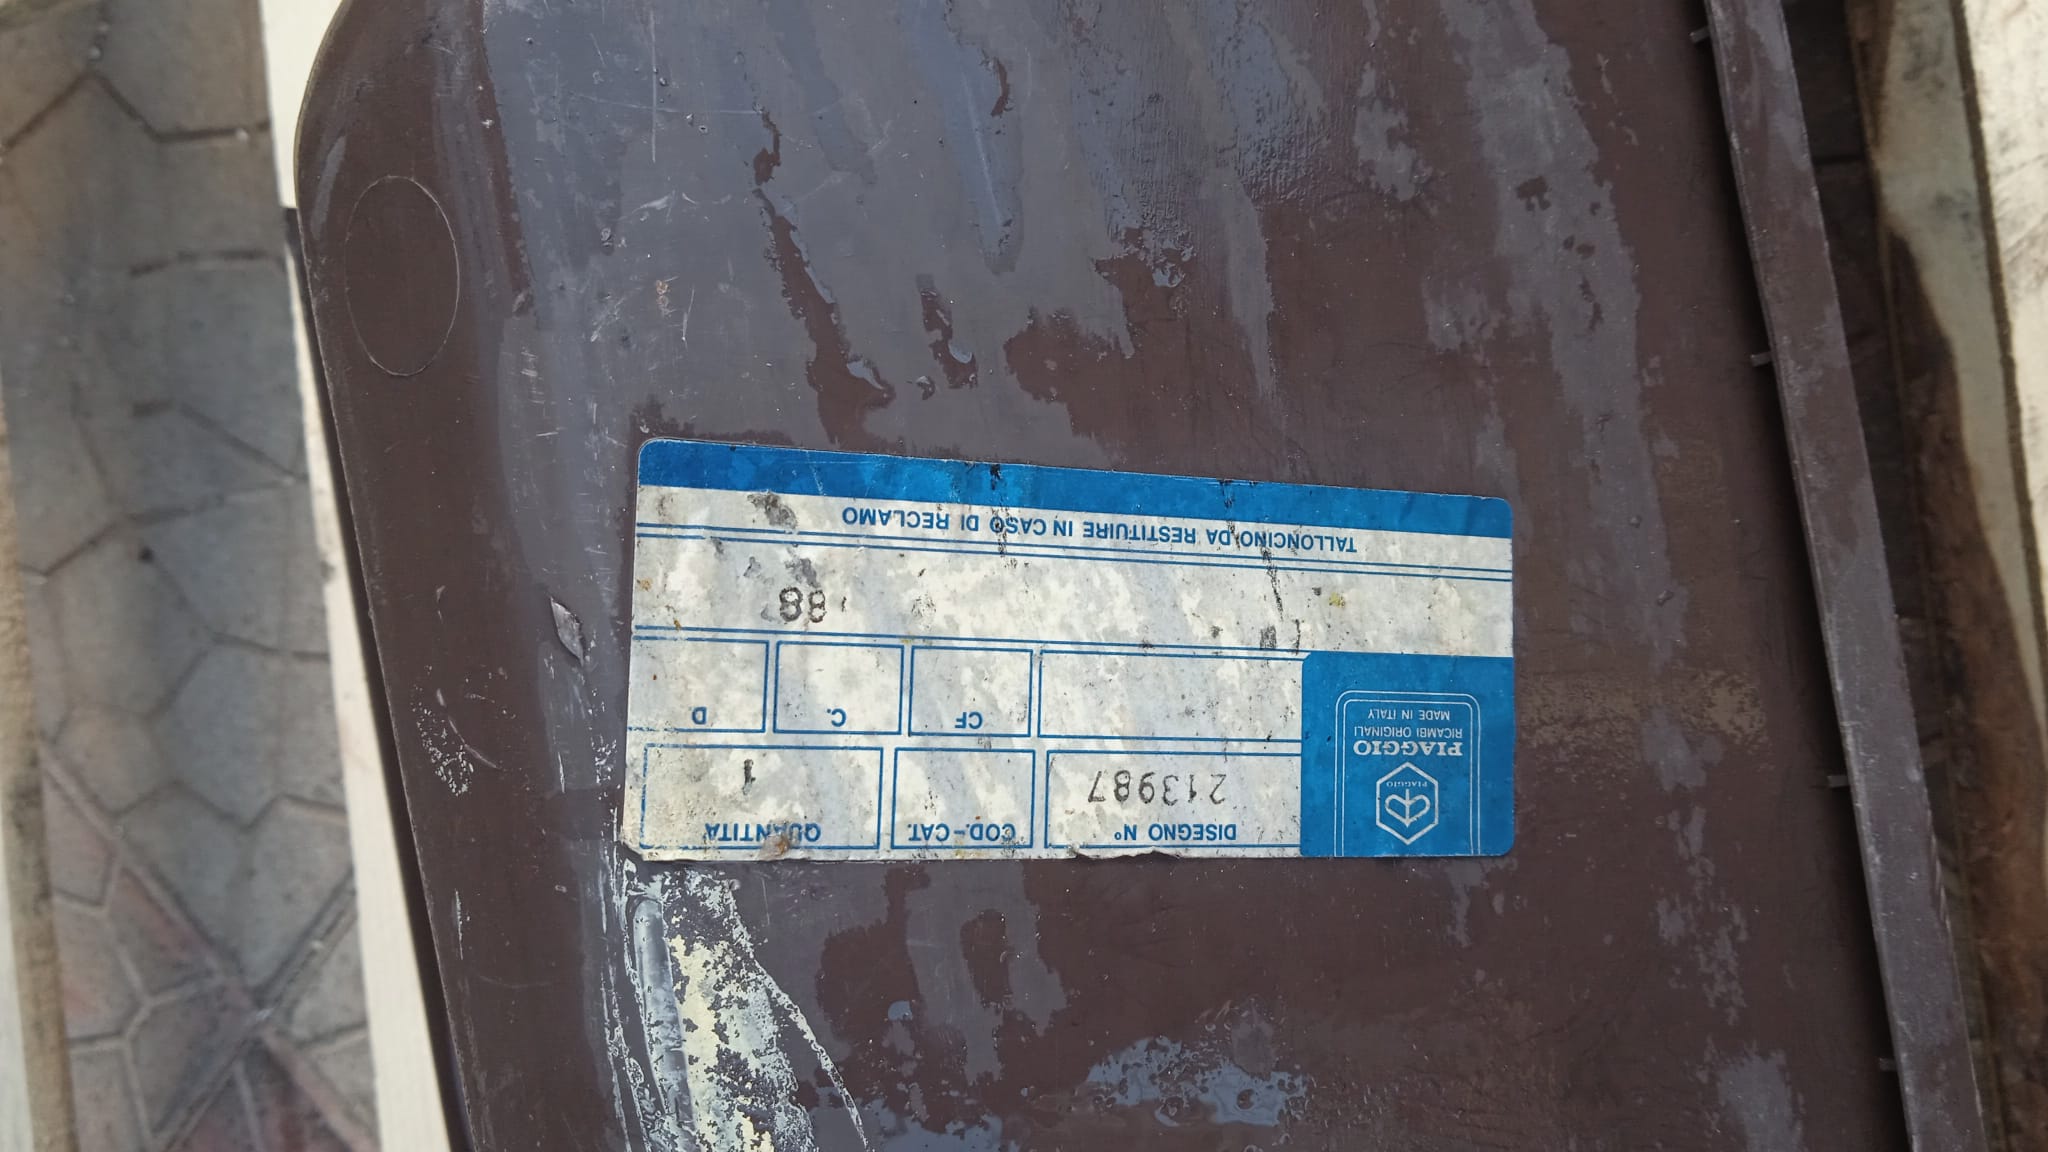 PIAGGIO
PIAGGIO
RICAMBI ORIGINALI
MADE IN ITALY
DISEGNO N° COD.-CAT. QUANTITA
213987 1
CF C. D
'88
TALLONCINO DA RESTITUIRE IN CASO DI RECLAMO